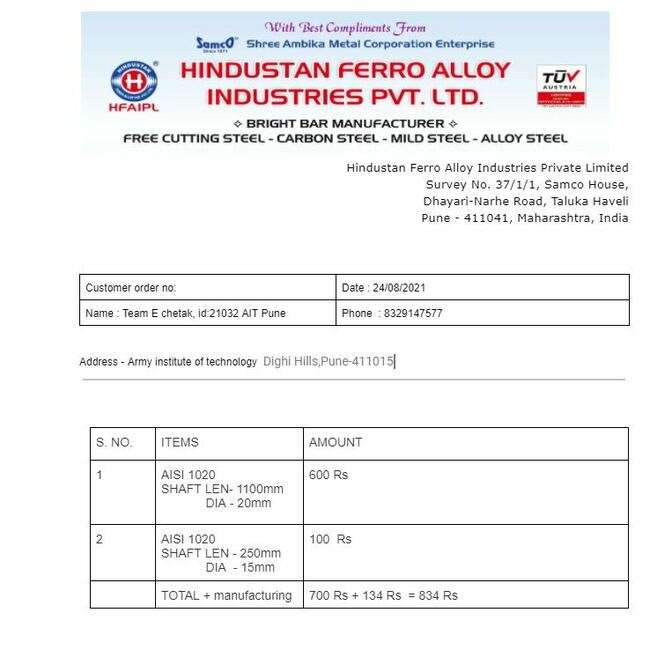 With Best Compliments From
Samco Shree Ambika Metal Corporation Enterprise
Since 1971
HINDUSTAN
HFAIPL
HINDUSTAN FERRO ALLOY
INDUSTRIES PVT. LTD.
TÜV
AUSTRIA
✧ BRIGHT BAR MANUFACTURER ✧
FREE CUTTING STEEL - CARBON STEEL - MILD STEEL - ALLOY STEEL
Hindustan Ferro Alloy Industries Private Limited
Survey No. 37/1/1, Samco House,
Dhayari-Narhe Road, Taluka Haveli
Pune - 411041, Maharashtra, India
Customer order no: Date : 24/08/2021
Name : Team E chetak, id:21032 AIT Pune Phone : 8329147577
Address - Army institute of technology Dighi Hills,Pune-411015
S. NO. ITEMS AMOUNT
1 AISI 1020 600 Rs
SHAFT LEN- 1100mm
DIA - 20mm
2 AISI 1020 100 Rs
SHAFT LEN - 250mm
DIA - 15mm
TOTAL + manufacturing 700 Rs + 134 Rs = 834 Rs